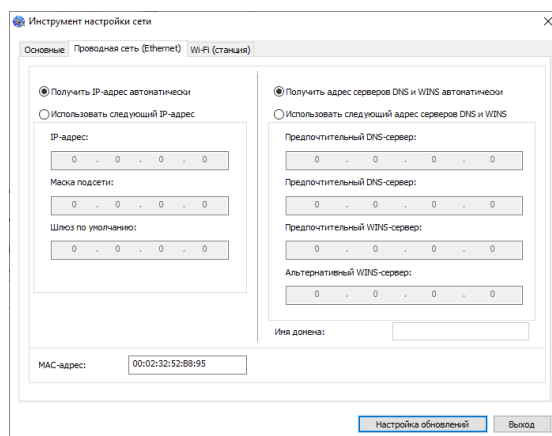 Инструмент настройки сети
Основные Проводная сеть (Ethernet) Wi-Fi (станция)
Получить IP-адрес автоматически
Использовать следующий IP-адрес
IP-адрес:
0 . 0 . 0 . 0
Маска подсети:
0 . 0 . 0 . 0
Шлюз по умолчанию:
0 . 0 . 0 . 0
Получить адрес серверов DNS и WINS автоматически
Использовать следующий адрес серверов DNS и WINS
Предпочтительный DNS-сервер:
0 . 0 . 0 . 0
Предпочтительный DNS-сервер:
0 . 0 . 0 . 0
Предпочтительный WINS-сервер:
0 . 0 . 0 . 0
Альтернативный WINS-сервер:
0 . 0 . 0 . 0
Имя домена:
MAC-адрес: 00:02:32:52:B8:95
Настройка обновлений Выход